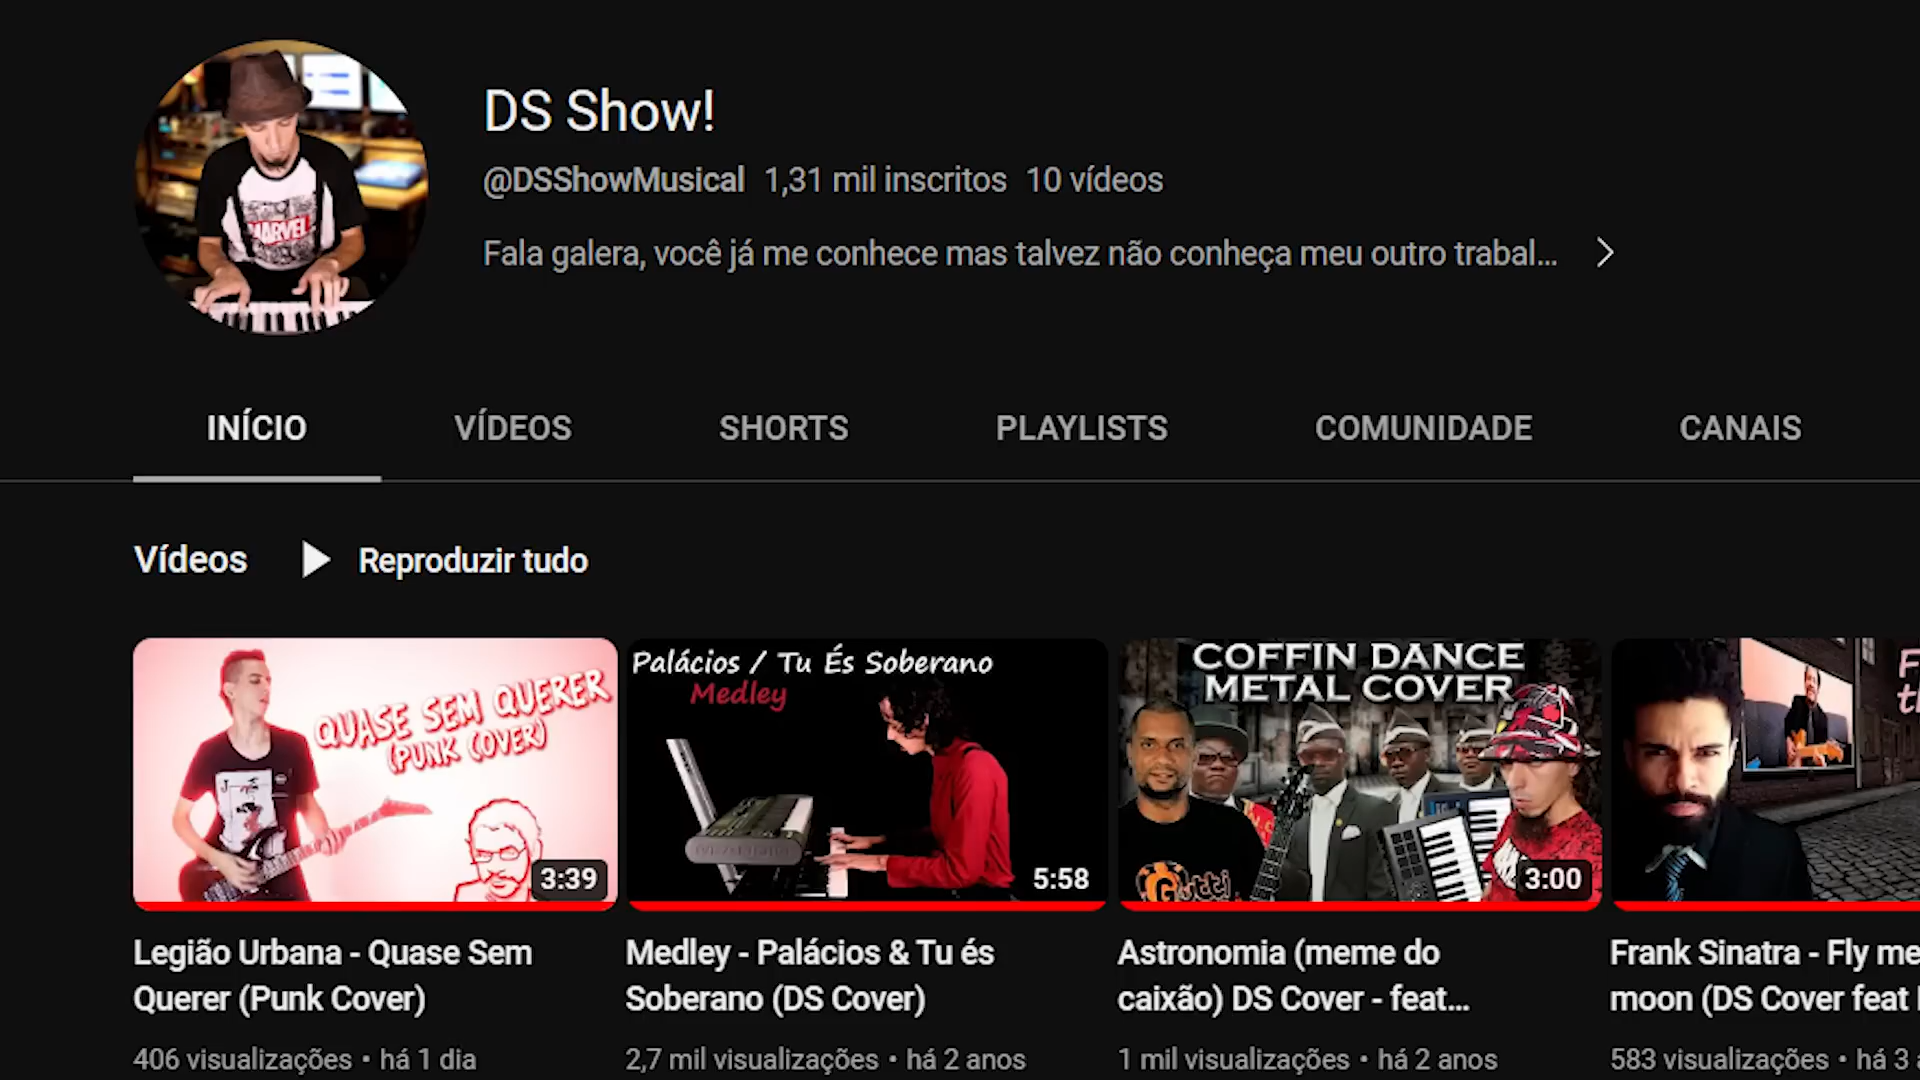 DS Show!
@DSShowMusical 1,31 mil inscritos 10 vídeos
Fala galera, você já me conhece mas talvez não conheça meu outro trabal...
MARVEL
INÍCIO VÍDEOS SHORTS PLAYLISTS COMUNIDADE CANAIS
Vídeos Reproduzir tudo
QUASE SEM QUERER
(PUNK COVER)
3:39
Palácios / Tu És Soberano
Medley
5:58
COFFIN DANCE
METAL COVER
3:00
Legião Urbana - Quase Sem
Querer (Punk Cover)
406 visualizações • há 1 dia
Medley - Palácios & Tu és
Soberano (DS Cover)
2,7 mil visualizações • há 2 anos
Astronomia (meme do
caixão) DS Cover - feat...
1 mil visualizações • há 2 anos
Frank Sinatra - Fly me
moon (DS Cover feat
583 visualizações • há 3